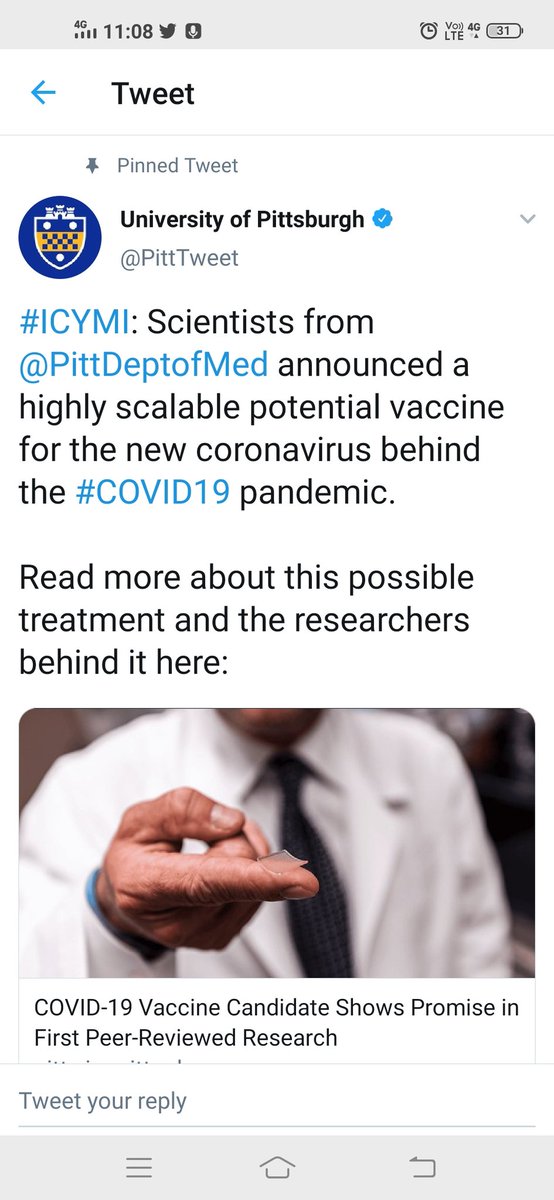 4G 11:08 Vo)) LTE 4G 31
Tweet
Pinned Tweet
University of Pittsburgh
@PittTweet
#ICYMI: Scientists from
@PittDeptofMed announced a
highly scalable potential vaccine
for the new coronavirus behind
the #COVID19 pandemic.
Read more about this possible
treatment and the researchers
behind it here:
COVID-19 Vaccine Candidate Shows Promise in
First Peer-Reviewed Research
Tweet your reply